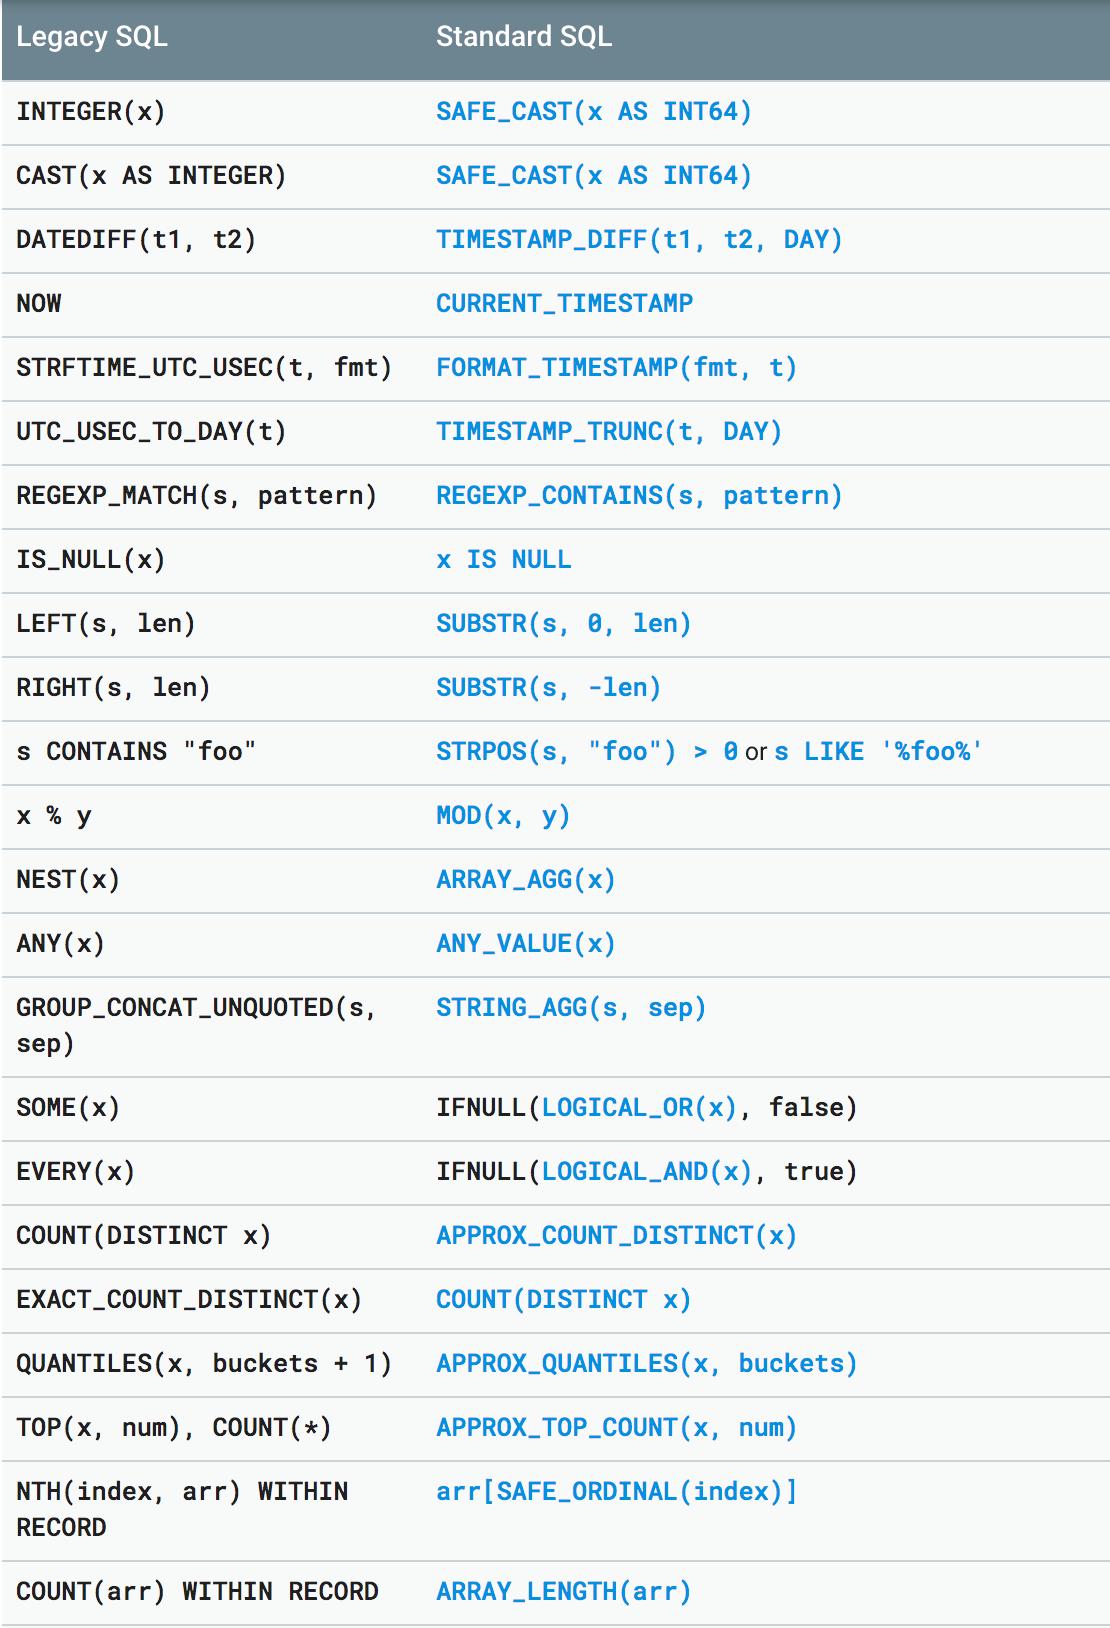 Legacy SQL Standard SQL
INTEGER(x) SAFE_CAST(x AS INT64)
CAST(x AS INTEGER) SAFE_CAST(x AS INT64)
DATEDIFF(t1, t2) TIMESTAMP_DIFF(t1, t2, DAY)
NOW CURRENT_TIMESTAMP
STRFTIME_UTC_USEC(t, fmt) FORMAT_TIMESTAMP(fmt, t)
UTC_USEC_TO_DAY(t) TIMESTAMP_TRUNC(t, DAY)
REGEXP_MATCH(s, pattern) REGEXP_CONTAINS(s, pattern)
IS_NULL(x) x IS NULL
LEFT(s, len) SUBSTR(s, 0, len)
RIGHT(s, len) SUBSTR(s, -len)
s CONTAINS "foo" STRPOS(s, "foo") > 0 or s LIKE '%foo%'
x % y MOD(x, y)
NEST(x) ARRAY_AGG(x)
ANY(x) ANY_VALUE(x)
GROUP_CONCAT_UNQUOTED(s, STRING_AGG(s, sep)
sep)
SOME(x) IFNULL(LOGICAL_OR(x), false)
EVERY(x) IFNULL(LOGICAL_AND(x), true)
COUNT(DISTINCT x) APPROX_COUNT_DISTINCT(x)
EXACT_COUNT_DISTINCT(x) COUNT(DISTINCT x)
QUANTILES(x, buckets + 1) APPROX_QUANTILES(x, buckets)
TOP(x, num), COUNT(*) APPROX_TOP_COUNT(x, num)
NTH(index, arr) WITHIN arr[SAFE_ORDINAL(index)]
RECORD
COUNT(arr) WITHIN RECORD ARRAY_LENGTH(arr)